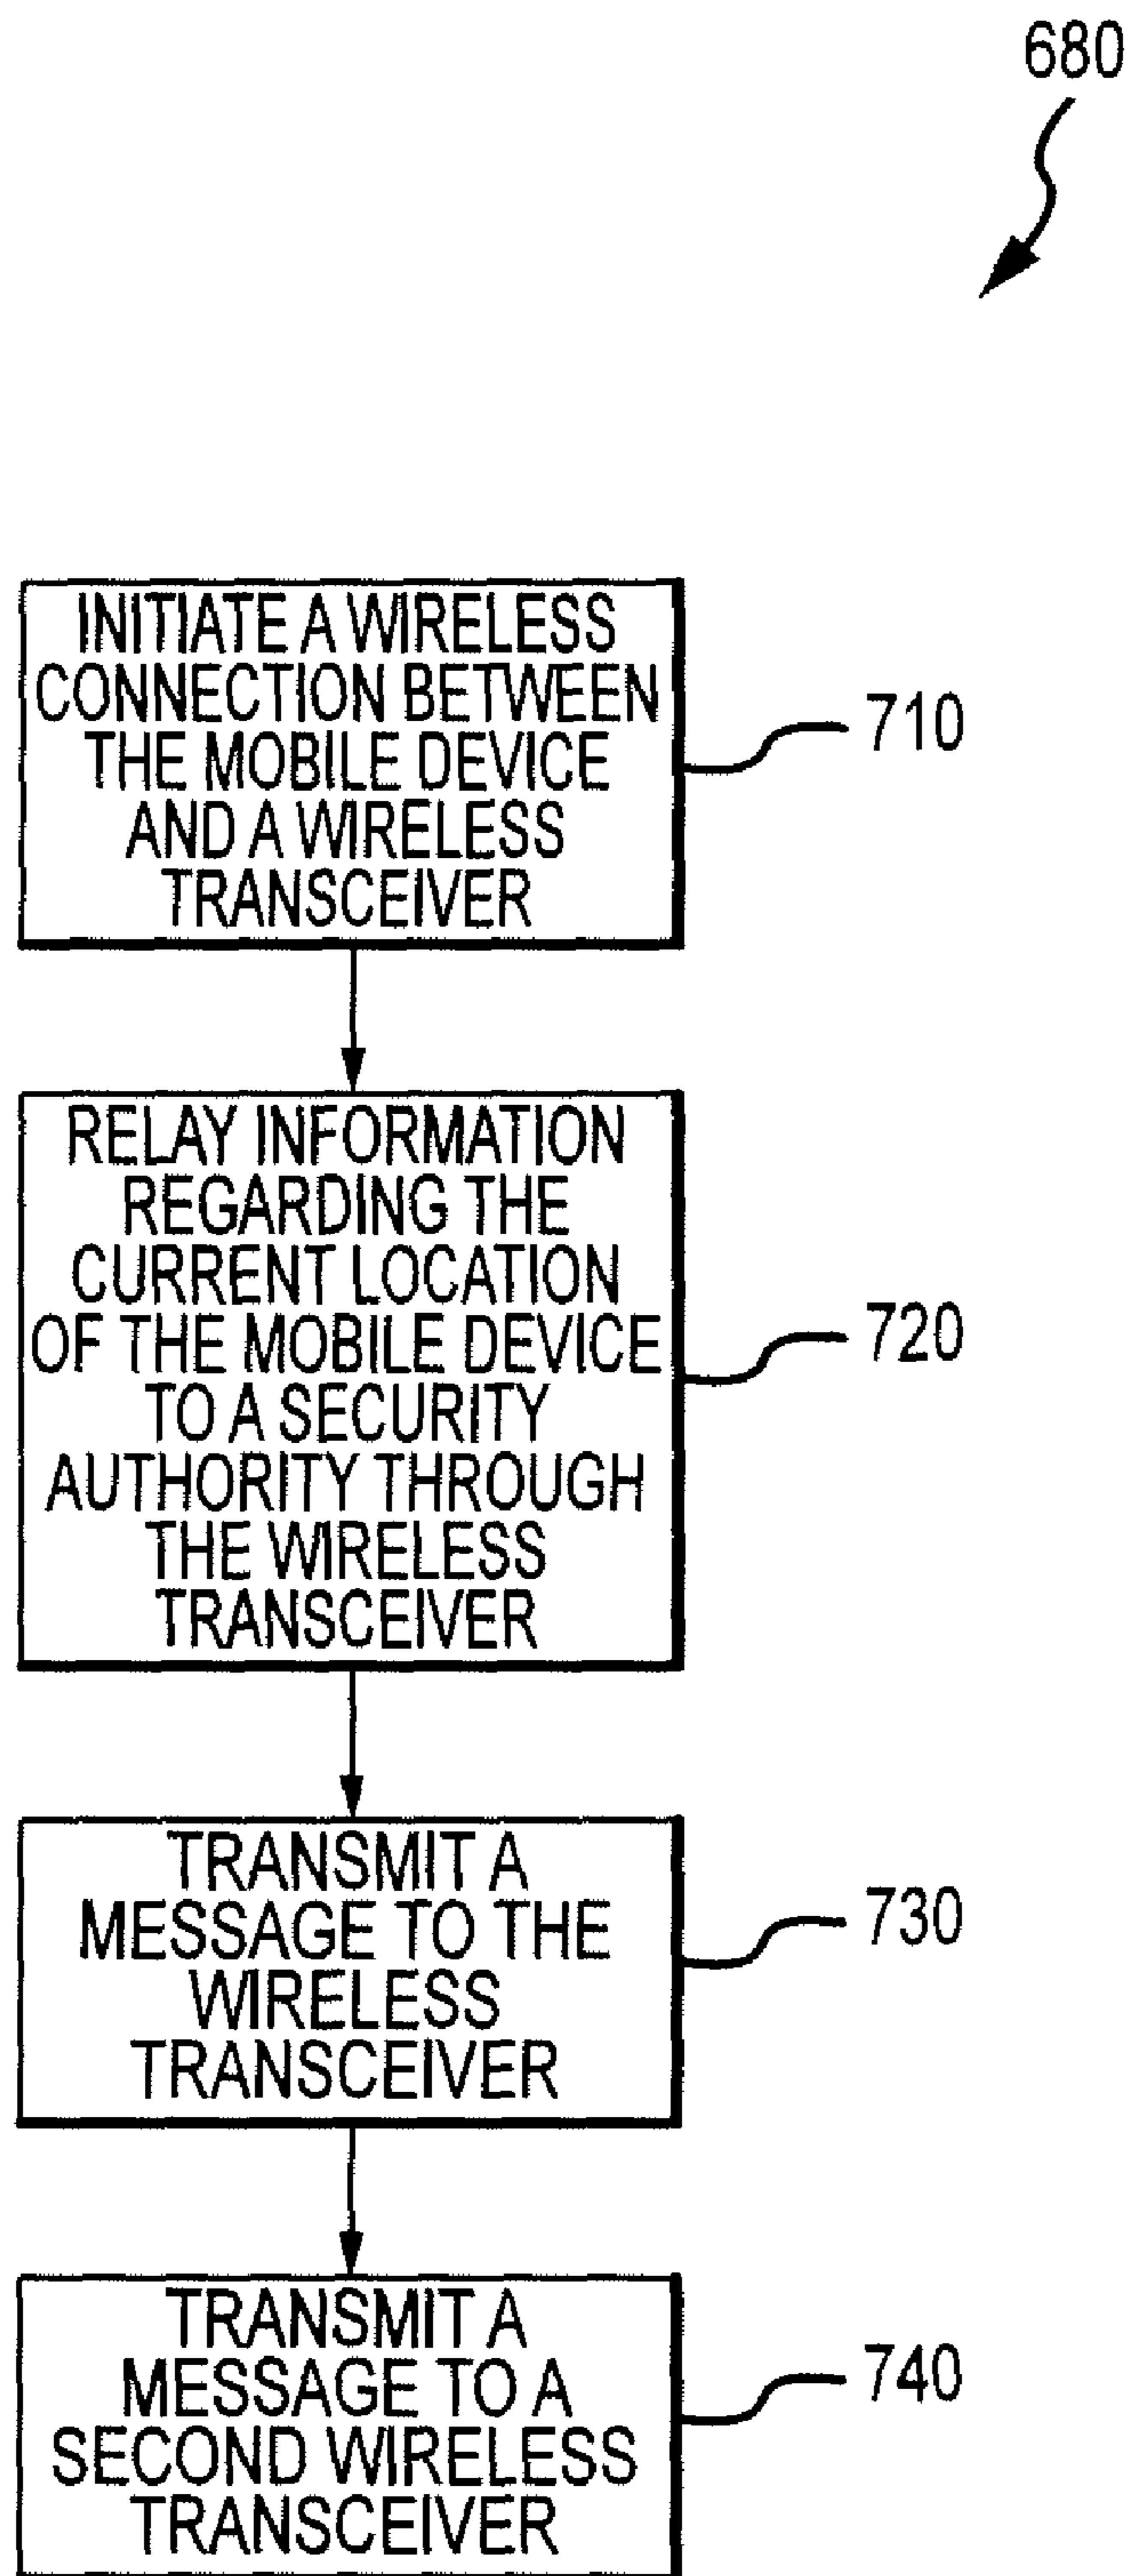 680
INITIATE A WIRELESS
CONNECTION BETWEEN
THE MOBILE DEVICE
AND A WIRELESS
TRANSCEIVER
710
RELAY INFORMATION
REGARDING THE
CURRENT LOCATION
OF THE MOBILE DEVICE
TO A SECURITY
AUTHORITY THROUGH
THE WIRELESS
TRANSCEIVER
720
TRANSMIT A
MESSAGE TO THE
WIRELESS
TRANSCEIVER
730
TRANSMIT A
MESSAGE TO A
SECOND WIRELESS
TRANSCEIVER
740